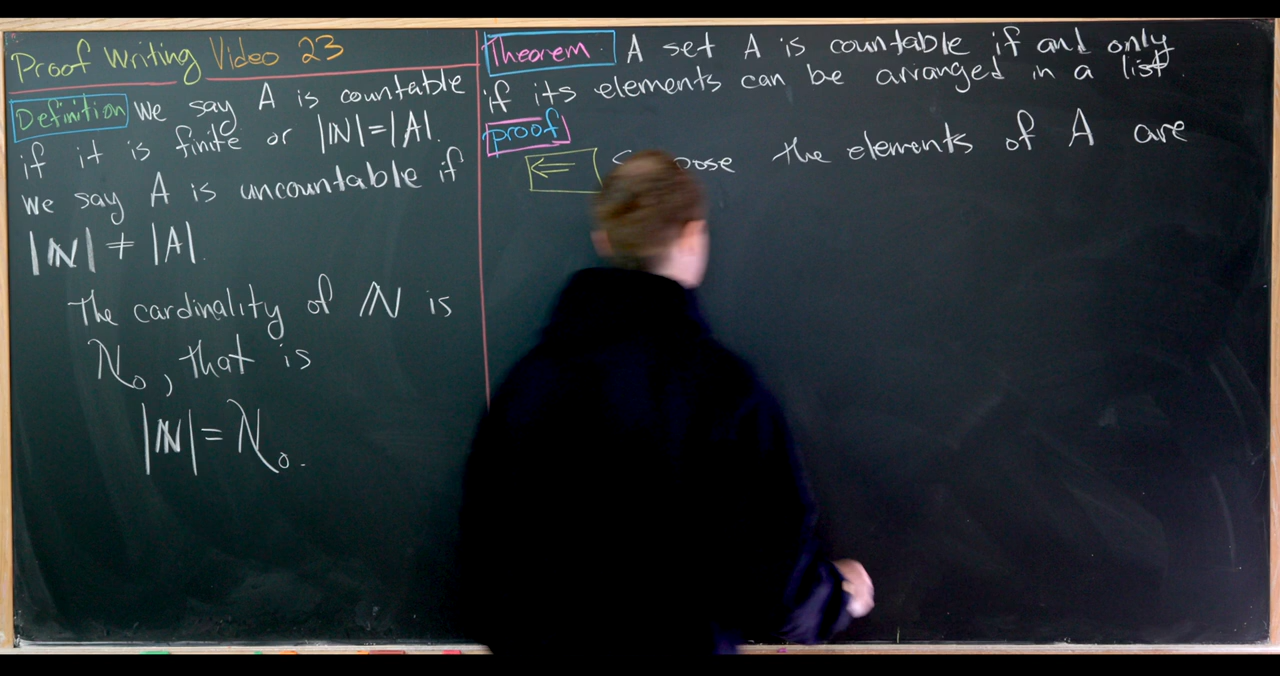 Proof Writing Video 23
Definition We say A is countable
if it is finite or |ℕ|=|A|.
We say A is uncountable if
|ℕ| ≠ |A|.
The cardinality of ℕ is
ℵ₀, that is
|ℕ| = ℵ₀.
Theorem. A set A is countable if and only
if its elements can be arranged in a list.
proof
⇐ the elements of A are